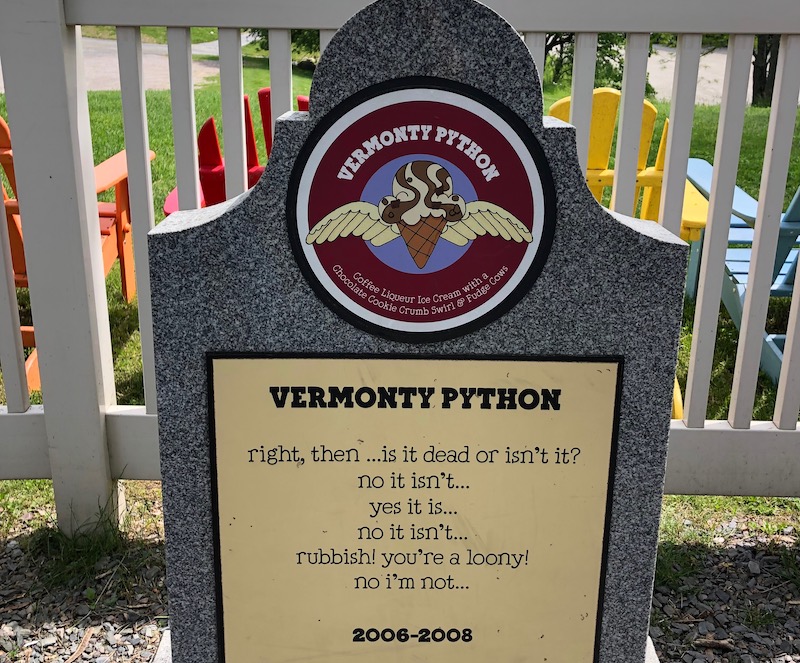 VERMONTY PYTHON
Coffee Liqueur Ice Cream with a
Chocolate Cookie Crumb Swirl & Fudge Cows
VERMONTY PYTHON
right, then ...is it dead or isn't it?
no it isn't...
yes it is...
no it isn't...
rubbish! you're a loony!
no i'm not...
2006-2008